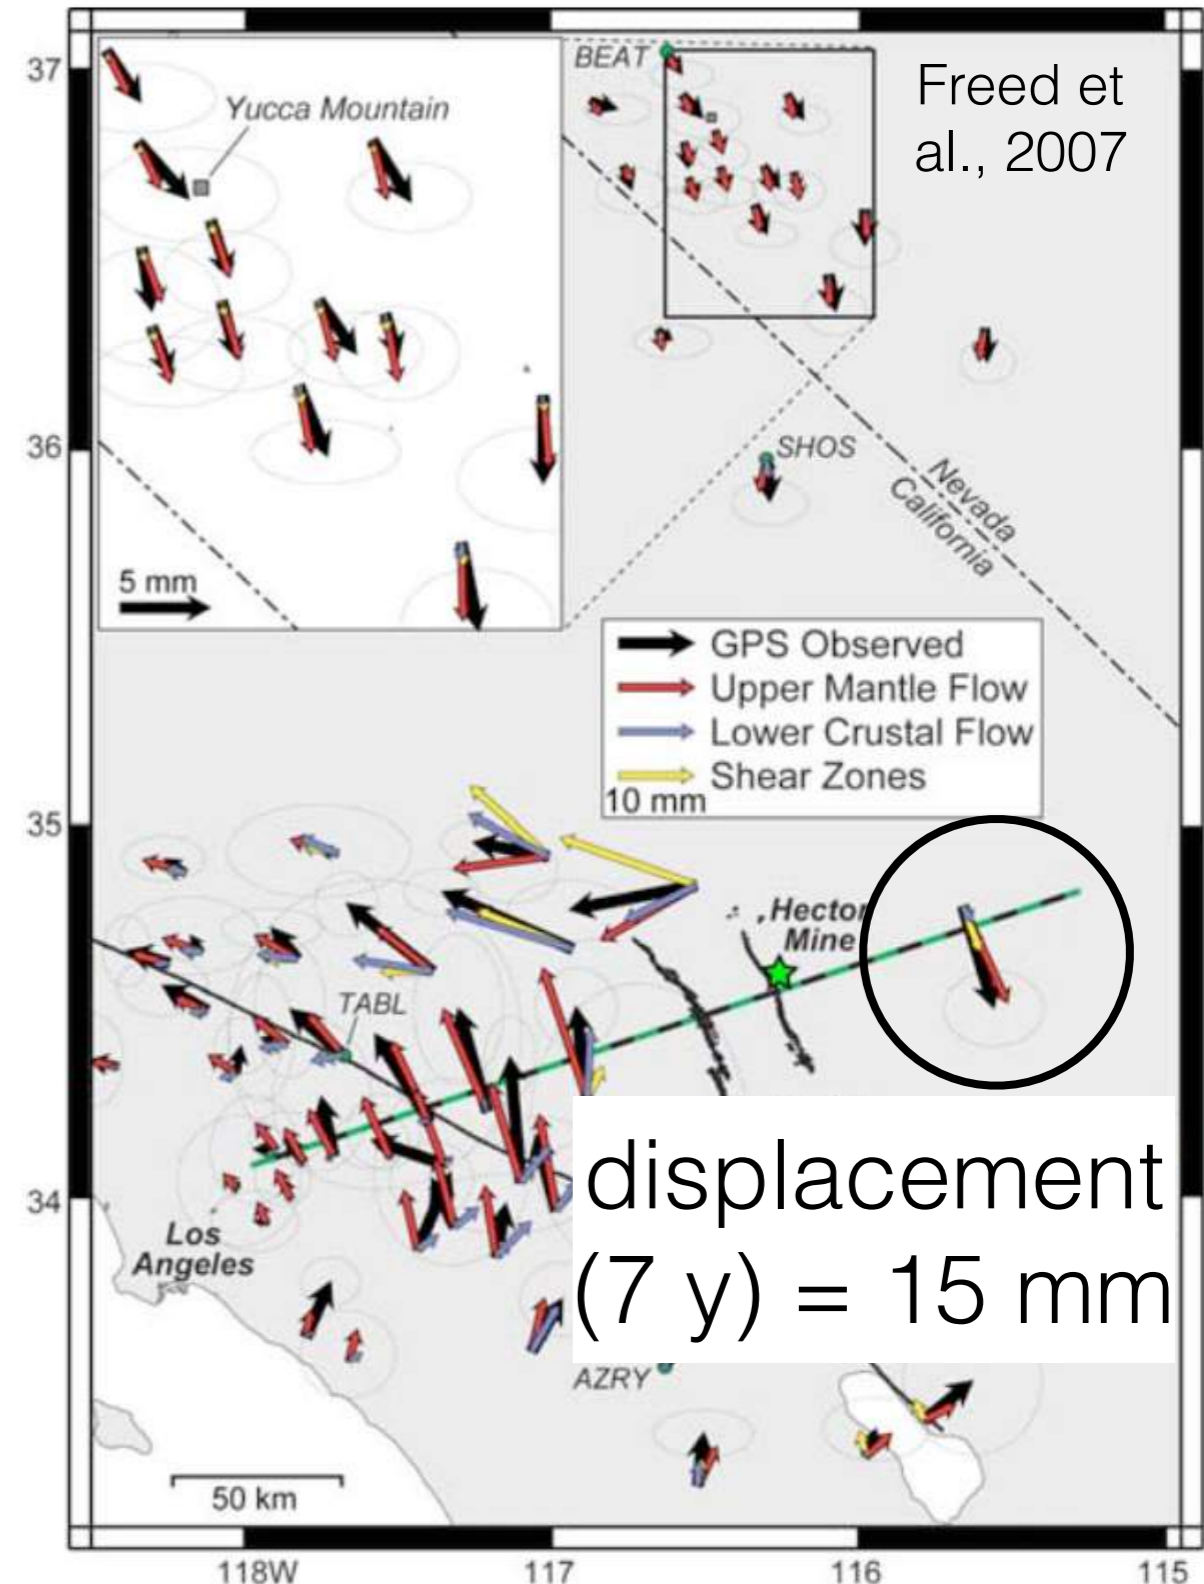 37
BEAT
Freed et
al., 2007
Yucca Mountain
36
SHOS
Nevada
California
5 mm
GPS Observed
Upper Mantle Flow
Lower Crustal Flow
Shear Zones
10 mm
35
Hector
Mine
TABL
34
Los
Angeles
displacement
(7 y) = 15 mm
AZRY
50 km
118W
117
116
115